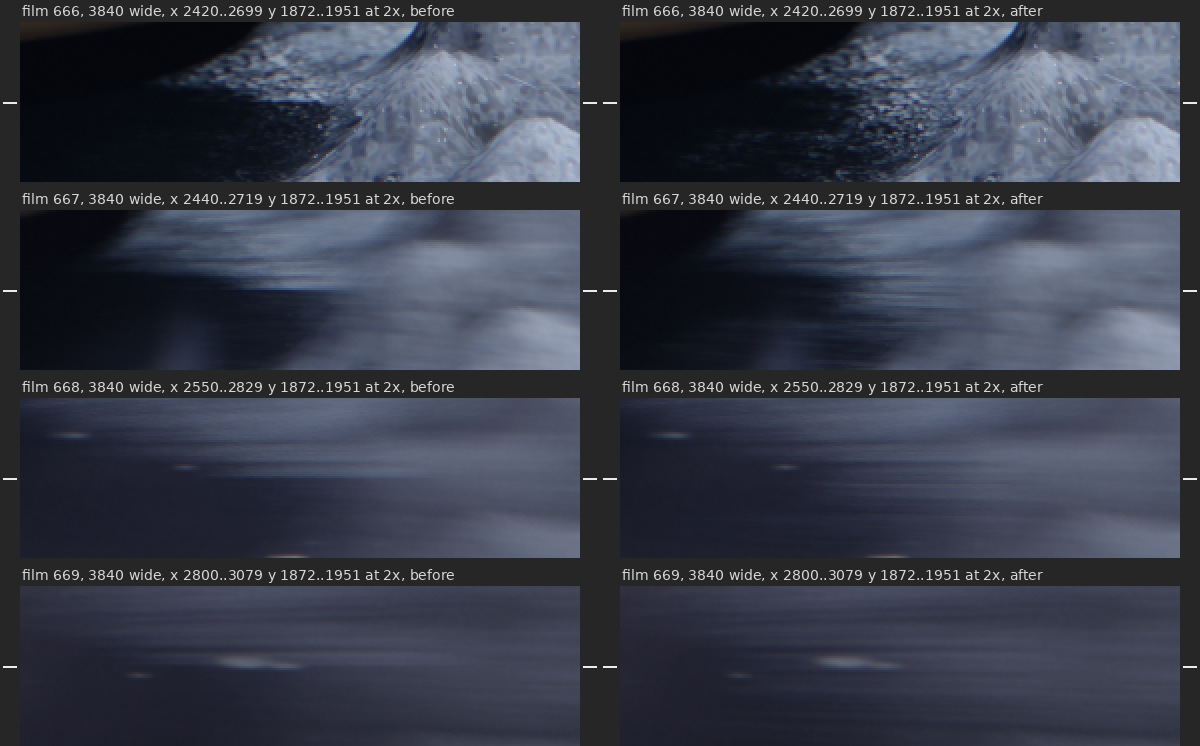 film 666, 3840 wide, x 2420..2699 y 1872..1951 at 2x, before
film 666, 3840 wide, x 2420..2699 y 1872..1951 at 2x, after
film 667, 3840 wide, x 2440..2719 y 1872..1951 at 2x, before
film 667, 3840 wide, x 2440..2719 y 1872..1951 at 2x, after
film 668, 3840 wide, x 2550..2829 y 1872..1951 at 2x, before
film 668, 3840 wide, x 2550..2829 y 1872..1951 at 2x, after
film 669, 3840 wide, x 2800..3079 y 1872..1951 at 2x, before
film 669, 3840 wide, x 2800..3079 y 1872..1951 at 2x, after